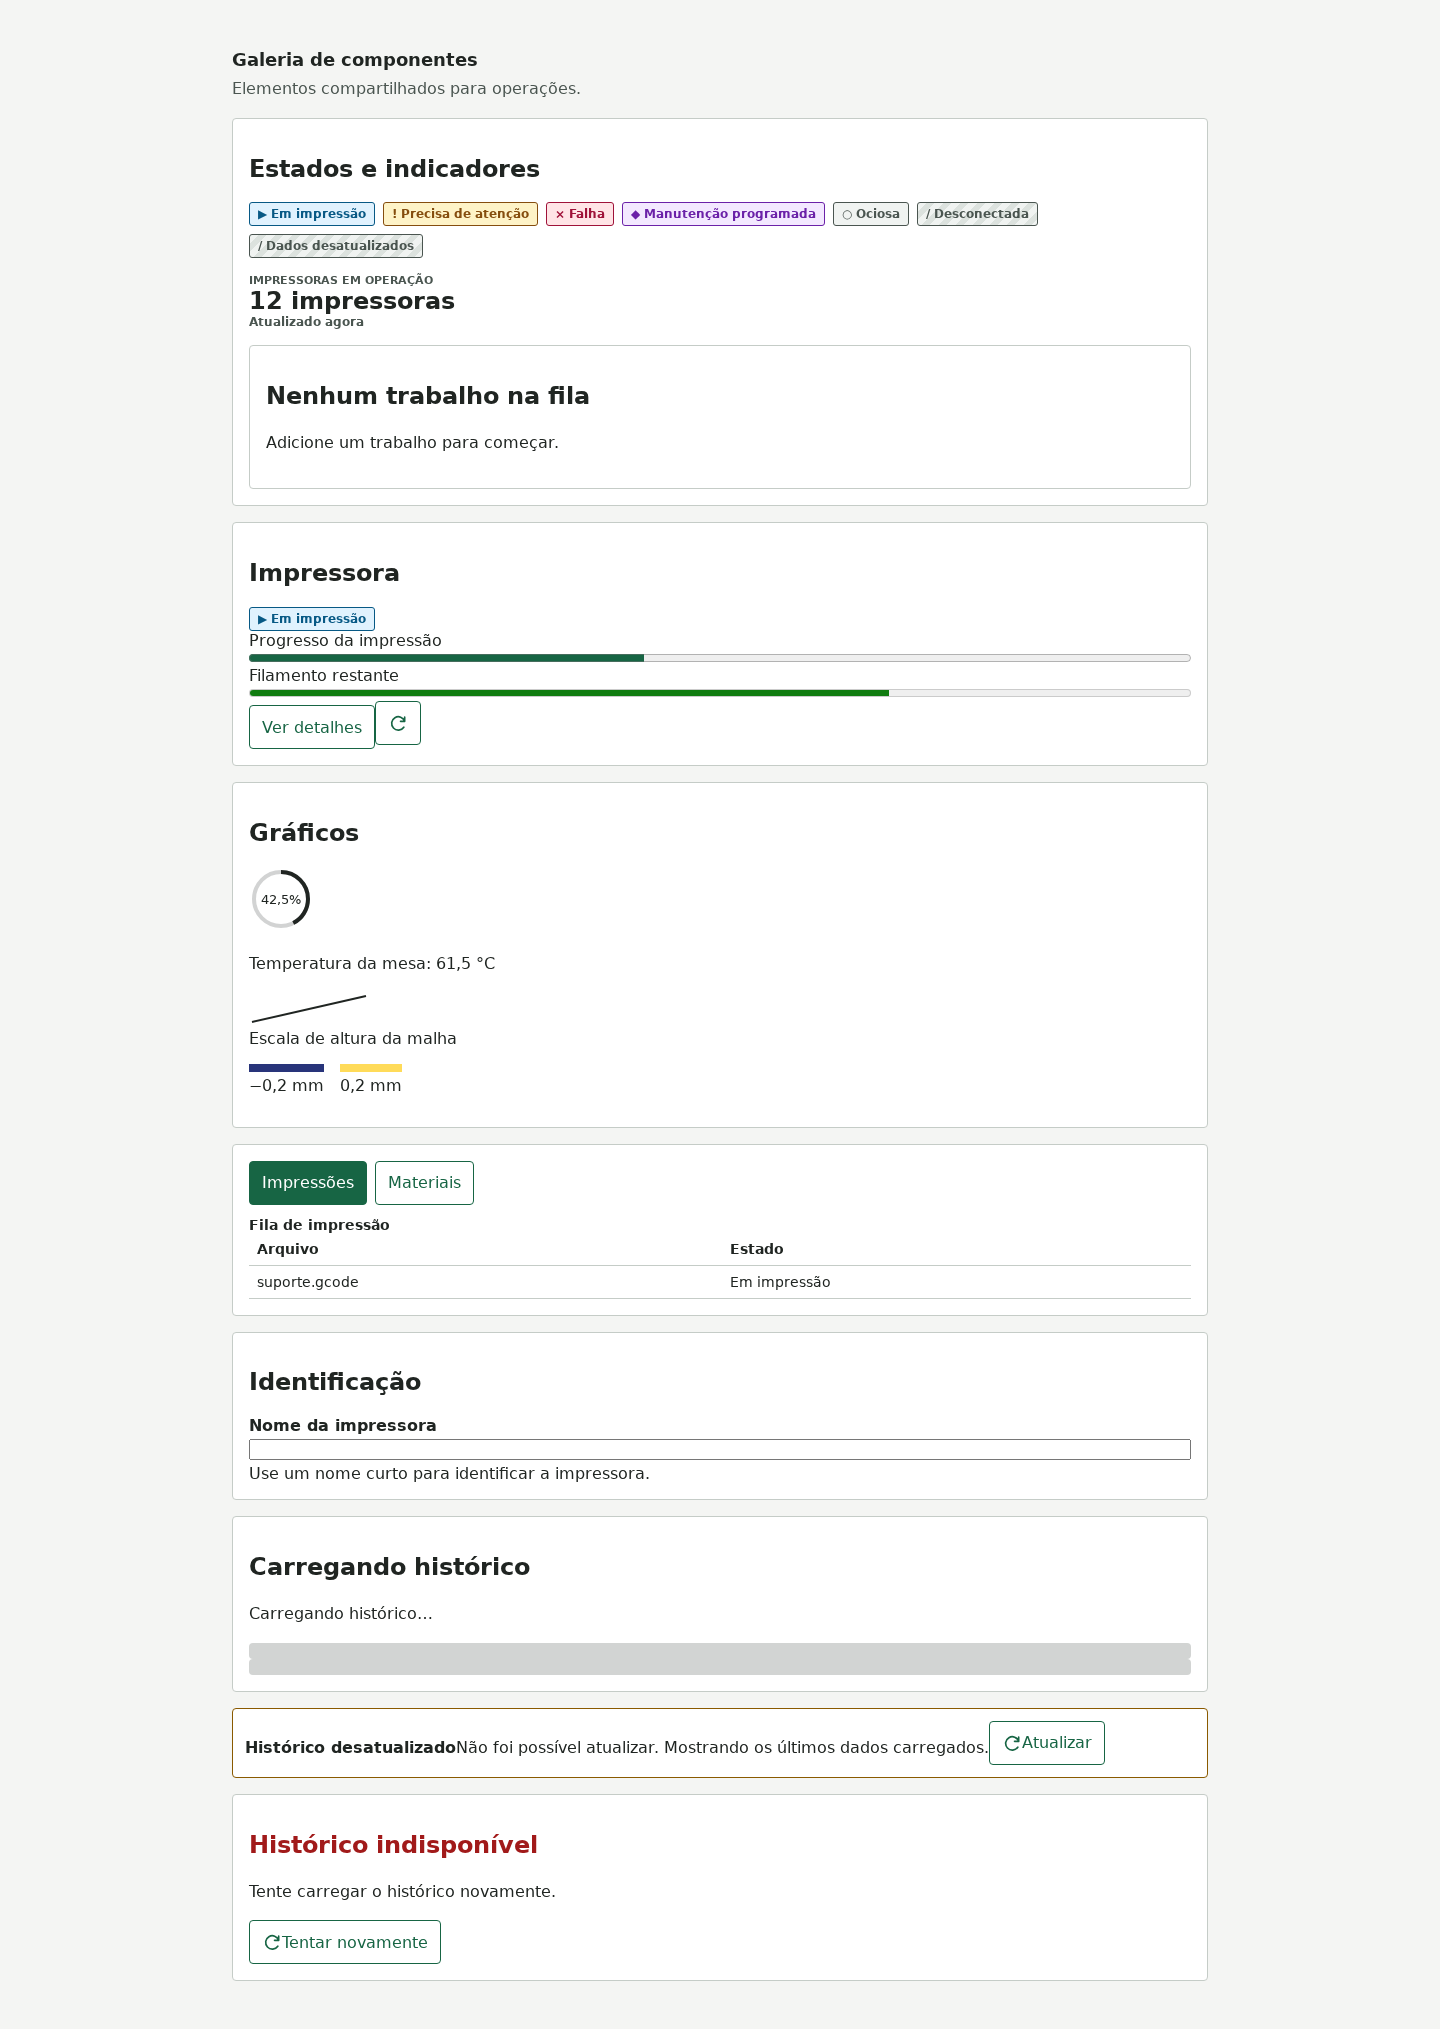 Galeria de componentes
Elementos compartilhados para operações.
Estados e indicadores
▶ Em impressão ! Precisa de atenção × Falha ◆ Manutenção programada ○ Ociosa / Desconectada
/ Dados desatualizados
IMPRESSORAS EM OPERAÇÃO
12 impressoras
Atualizado agora
Nenhum trabalho na fila
Adicione um trabalho para começar.
Impressora
▶ Em impressão
Progresso da impressão
Filamento restante
Ver detalhes
Gráficos
42,5%
Temperatura da mesa: 61,5 °C
Escala de altura da malha
−0,2 mm 0,2 mm
Impressões Materiais
Fila de impressão
Arquivo Estado
suporte.gcode Em impressão
Identificação
Nome da impressora
Use um nome curto para identificar a impressora.
Carregando histórico
Carregando histórico…
Histórico desatualizadoNão foi possível atualizar. Mostrando os últimos dados carregados. Atualizar
Histórico indisponível
Tente carregar o histórico novamente.
Tentar novamente